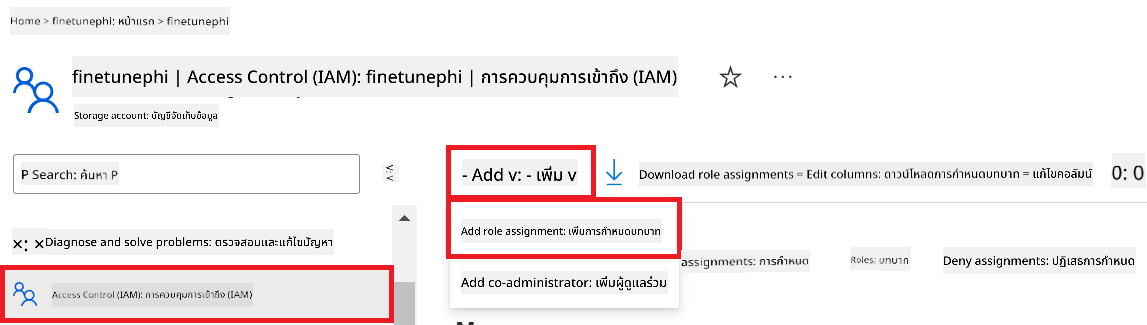 Home > finetunephi: หน้าแรก > finetunephi
finetunephi | Access Control (IAM): finetunephi | การควบคุมการเข้าถึง (IAM)
Storage account: บัญชีจัดเก็บข้อมูล
P Search: ค้นหา P
- Add v: - เพิ่ม v
Download role assignments = Edit columns: ดาวน์โหลดการกำหนดบทบาท = แก้ไขคอลัมน์
0: 0
Add role assignment: เพิ่มการกำหนดบทบาท
×: ×Diagnose and solve problems: ตรวจสอบและแก้ไขปัญหา
assignments: การกำหนด
Roles: บทบาท
Deny assignments: ปฏิเสธการกำหนด
Add co-administrator: เพิ่มผู้ดูแลร่วม
Access Control (IAM): การควบคุมการเข้าถึง (IAM)